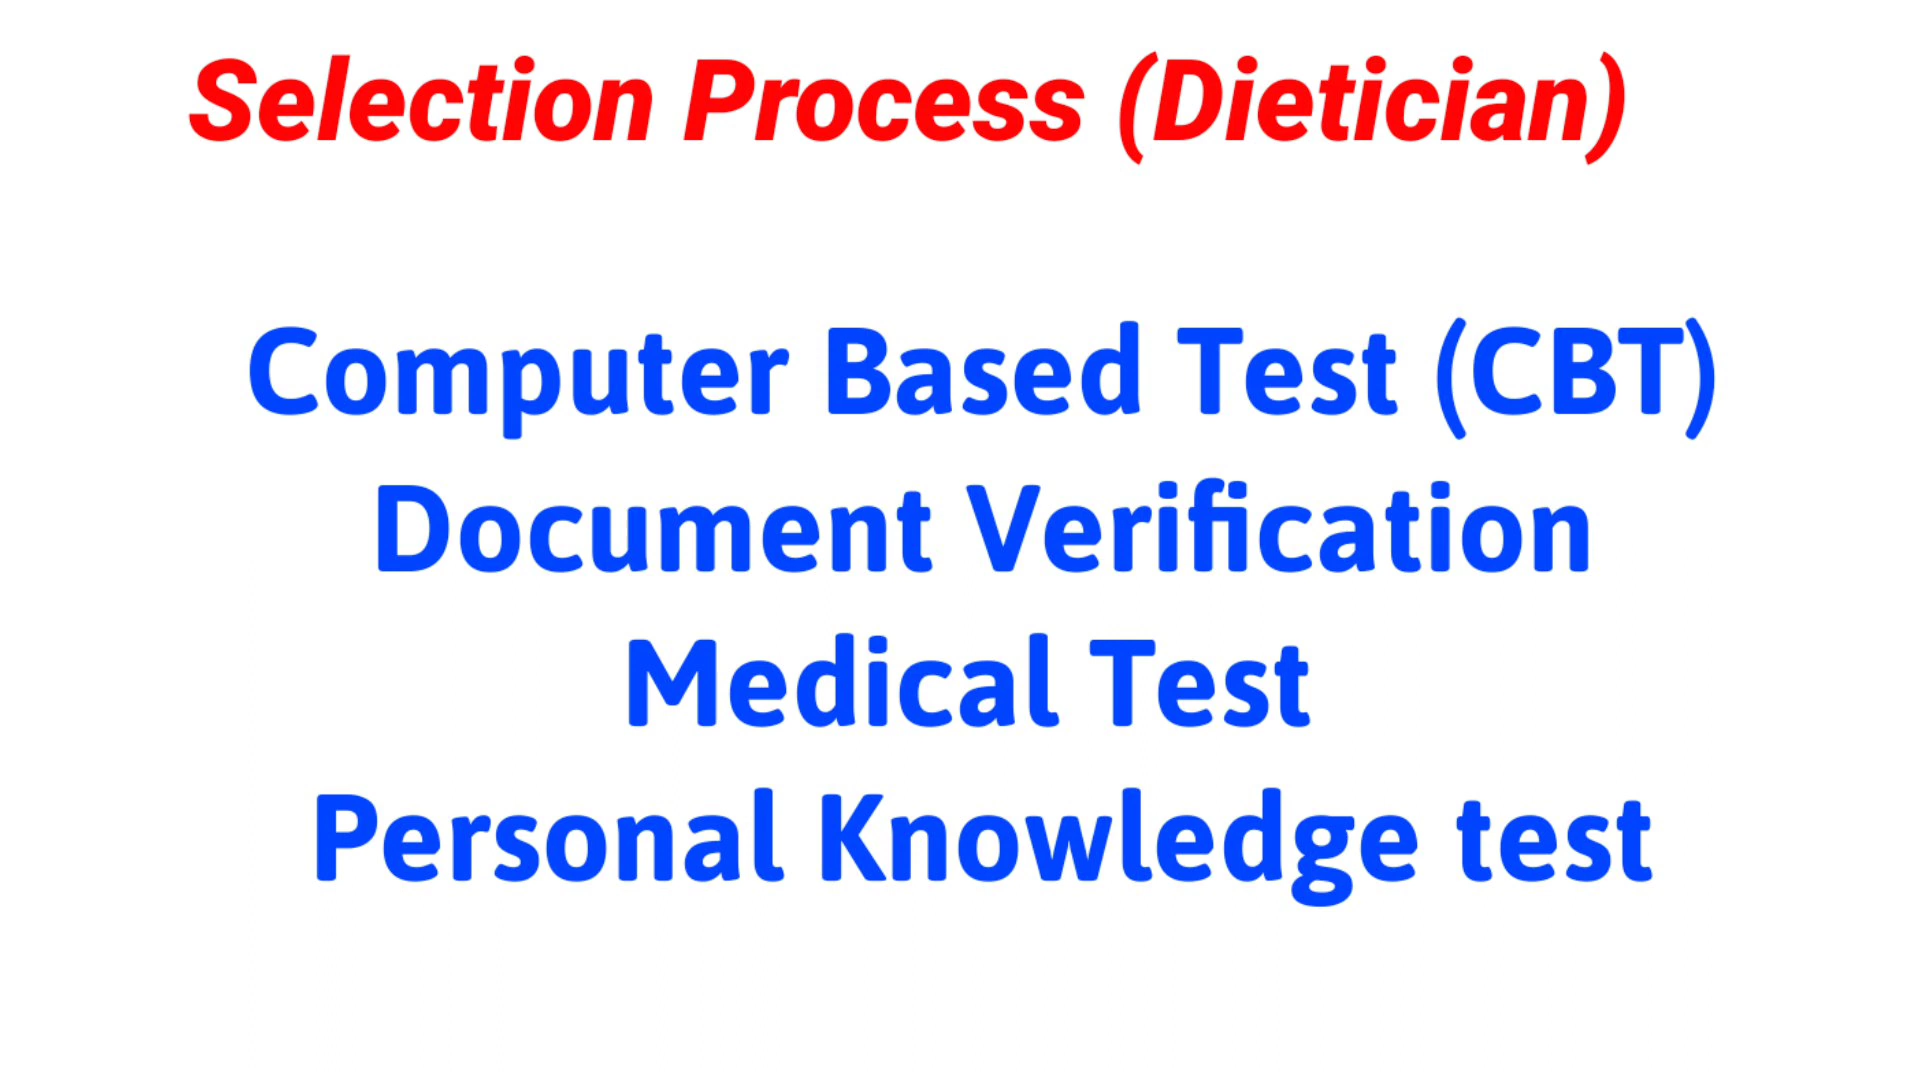 Selection Process (Dietician)
Computer Based Test (CBT)
Document Verification
Medical Test
Personal Knowledge test